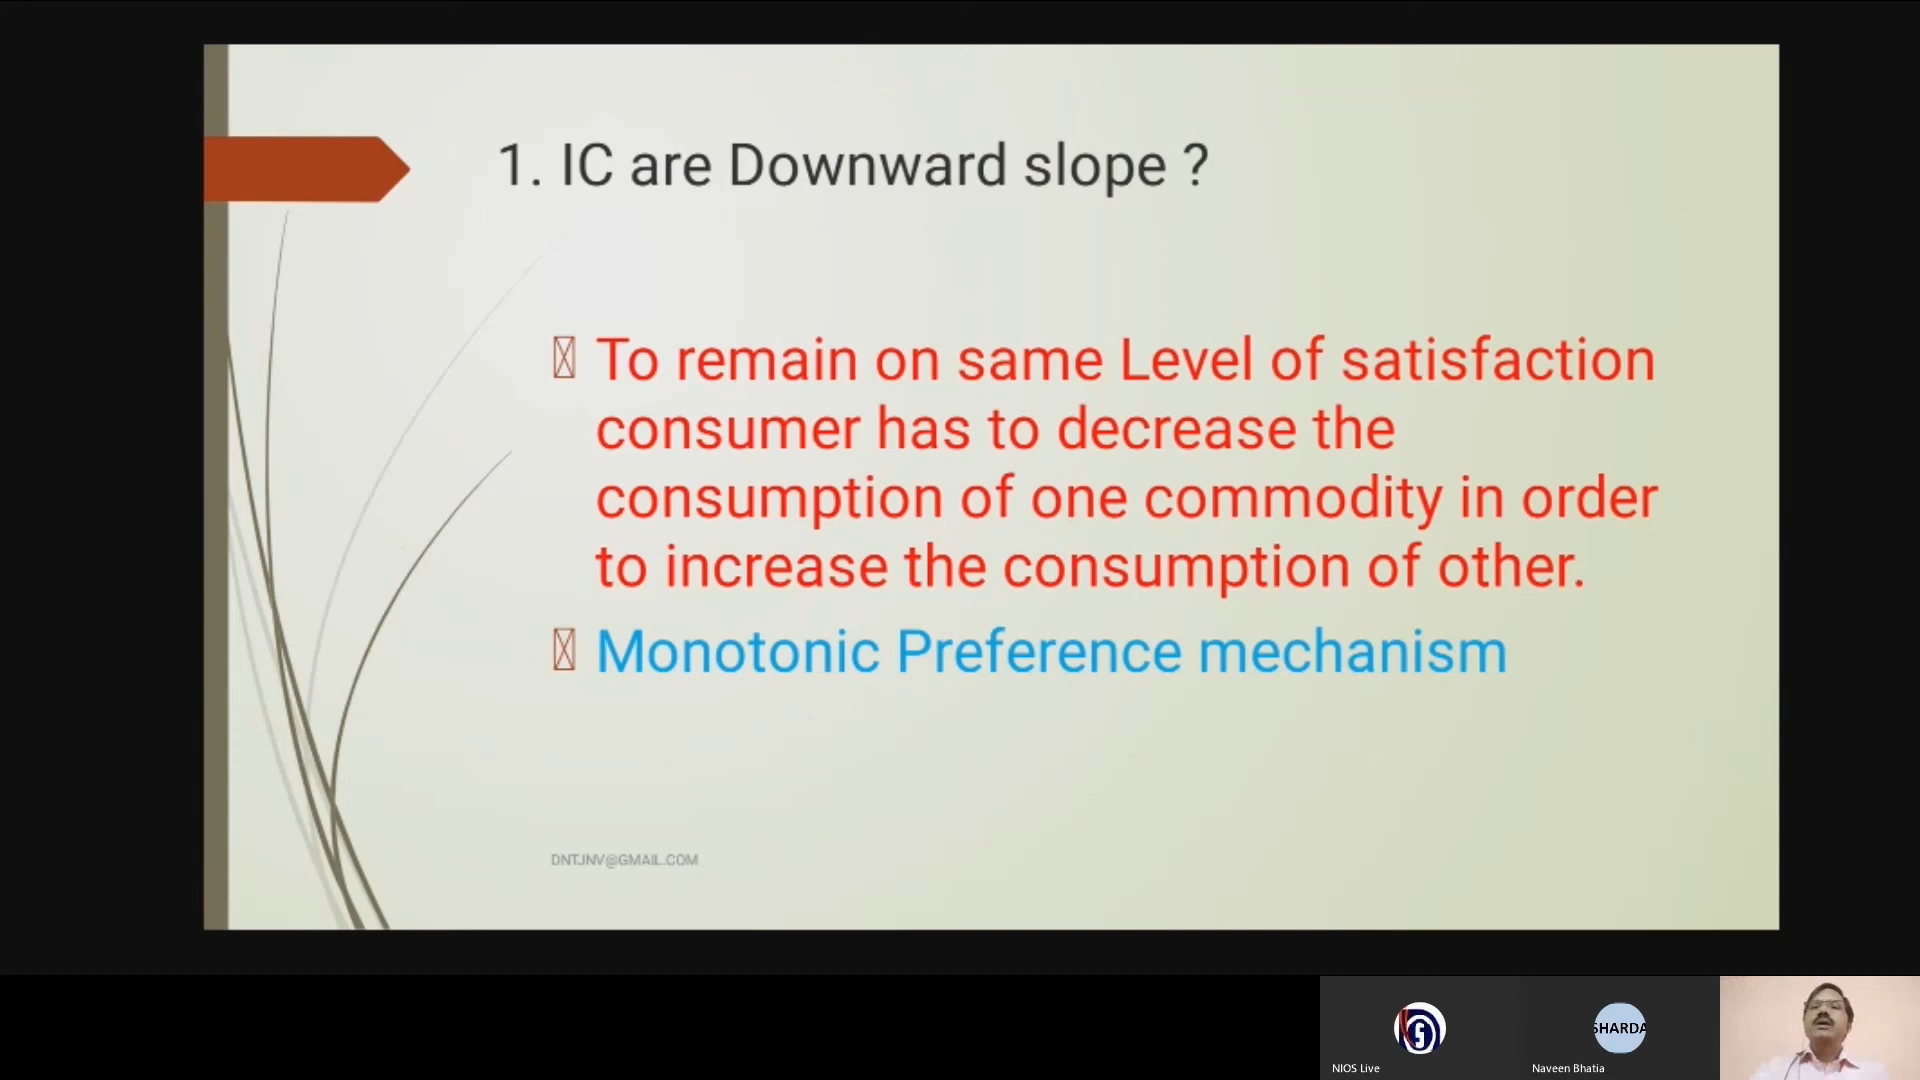 1. IC are Downward slope ?
To remain on same Level of satisfaction
consumer has to decrease the
consumption of one commodity in order
to increase the consumption of other.
Monotonic Preference mechanism
DNTJNV@GMAIL.COM
SHARDA
NIOS Live
Naveen Bhatia